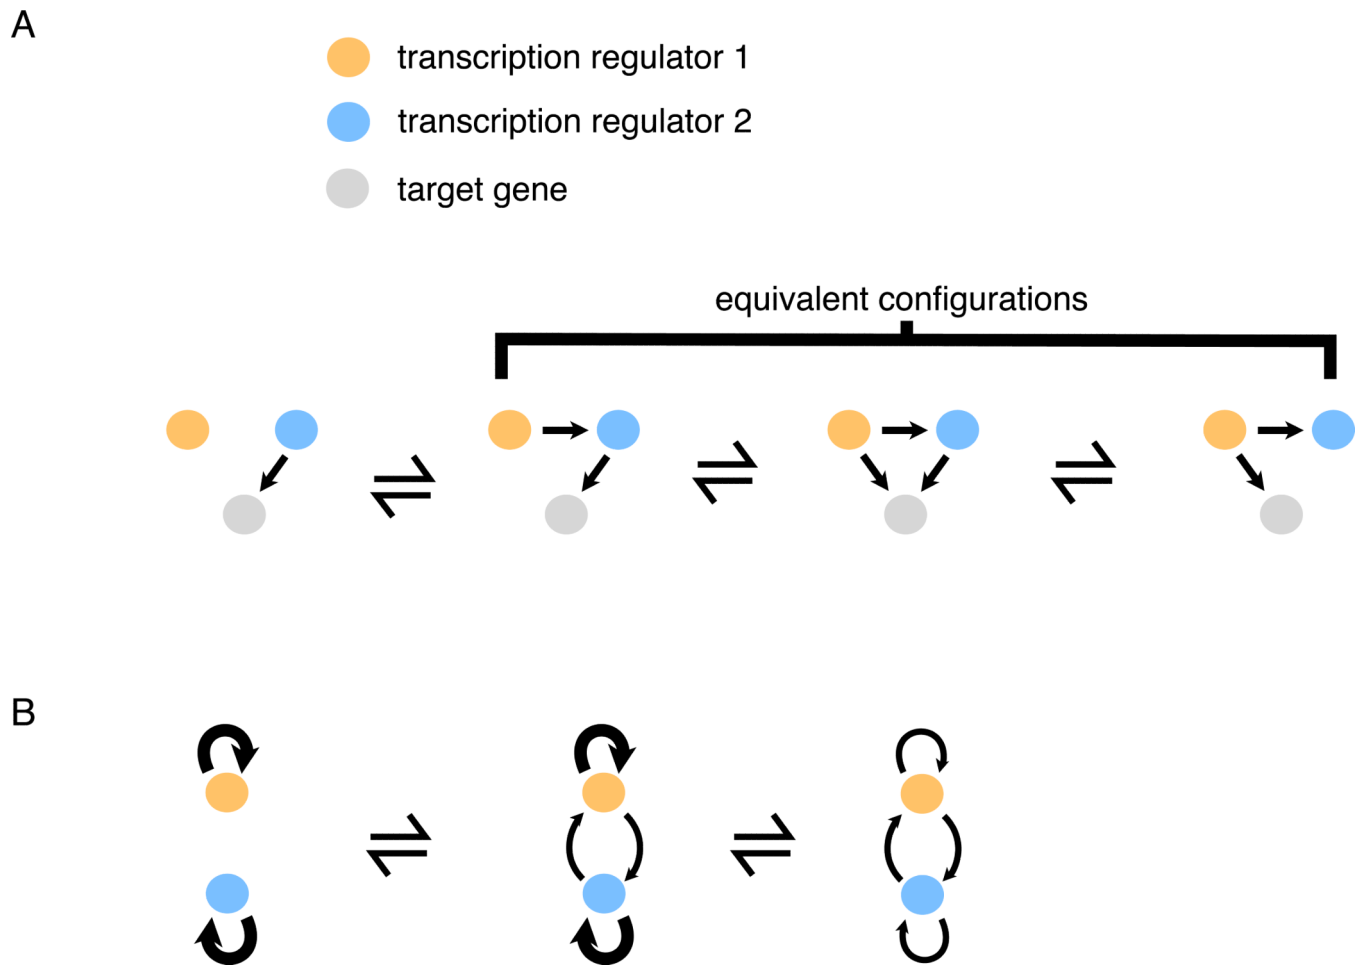 A
transcription regulator 1
transcription regulator 2
target gene
equivalent configurations
B